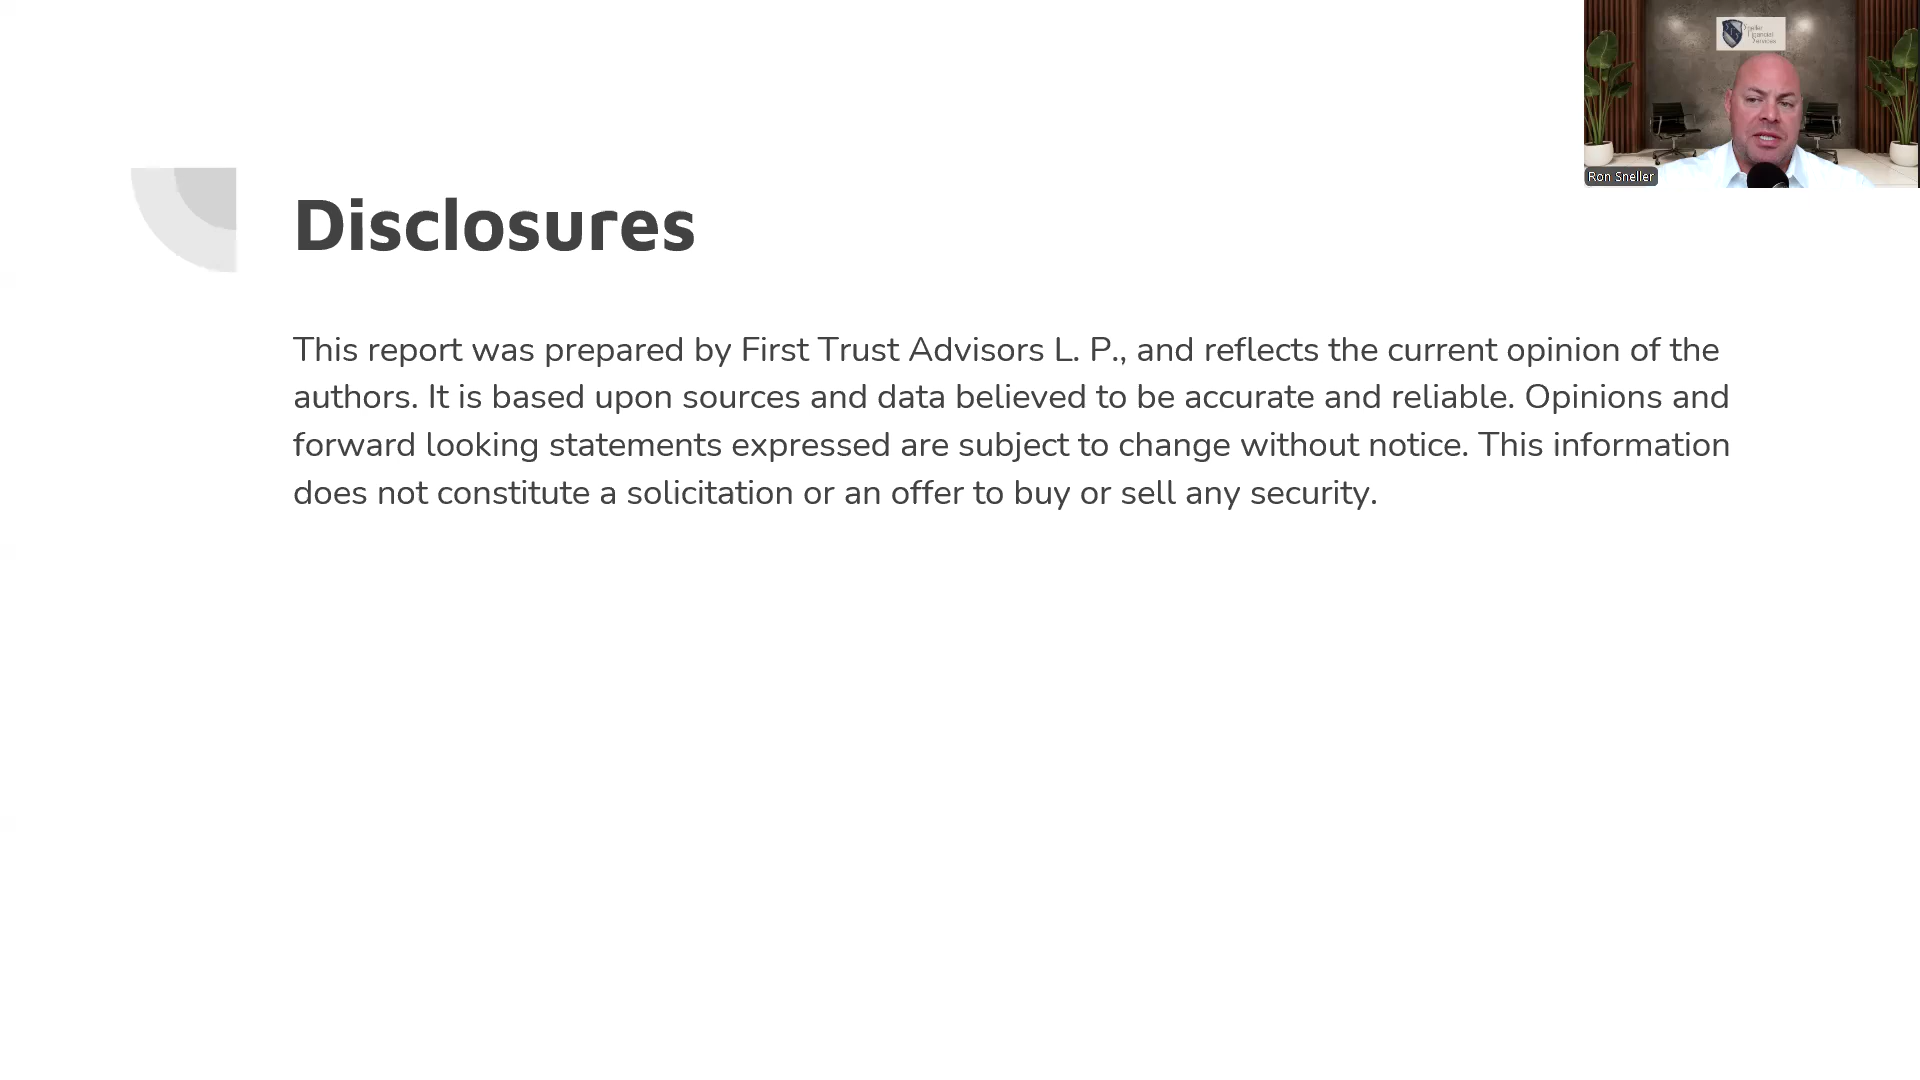 Sneller
Financial
Services
Ron Sneller
Disclosures
This report was prepared by First Trust Advisors L. P., and reflects the current opinion of the
authors. It is based upon sources and data believed to be accurate and reliable. Opinions and
forward looking statements expressed are subject to change without notice. This information
does not constitute a solicitation or an offer to buy or sell any security.